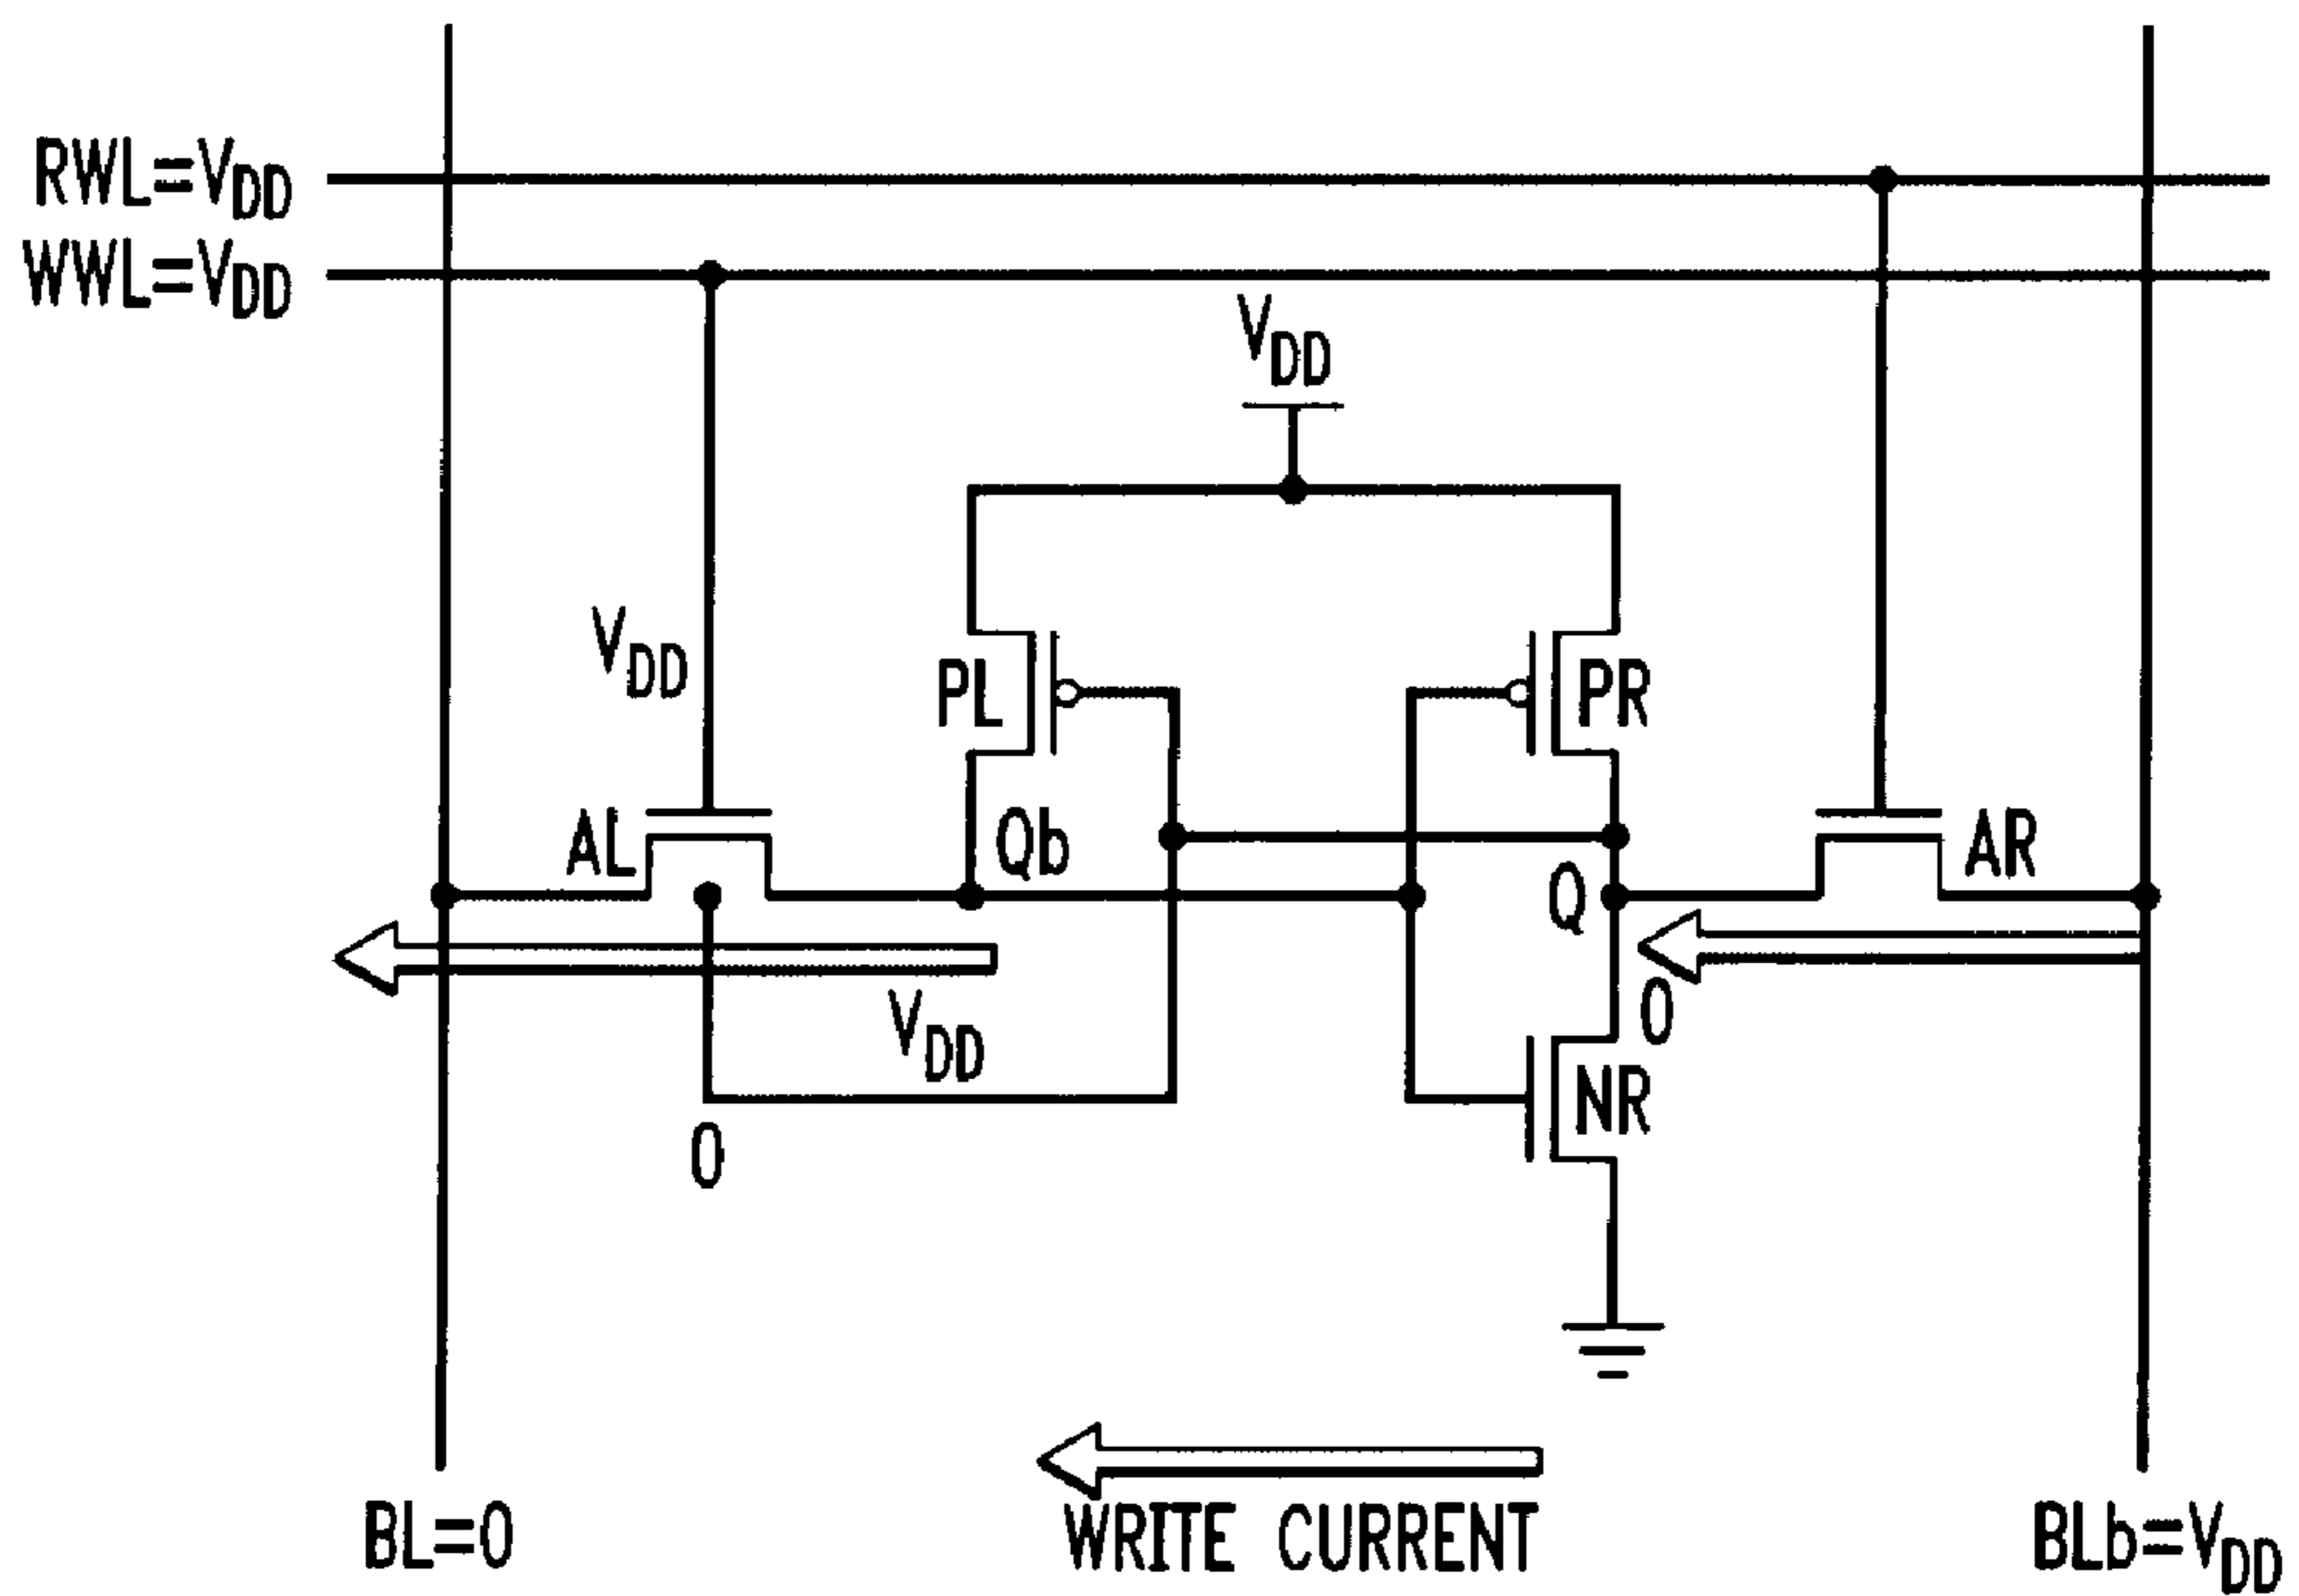 RWL=VDD
WWL=VDD
VDD
VDD
PL
PR
AL
Qb
AR
Q
VDD
0
NR
0
WRITE CURRENT
BL=0
BLb=VDD